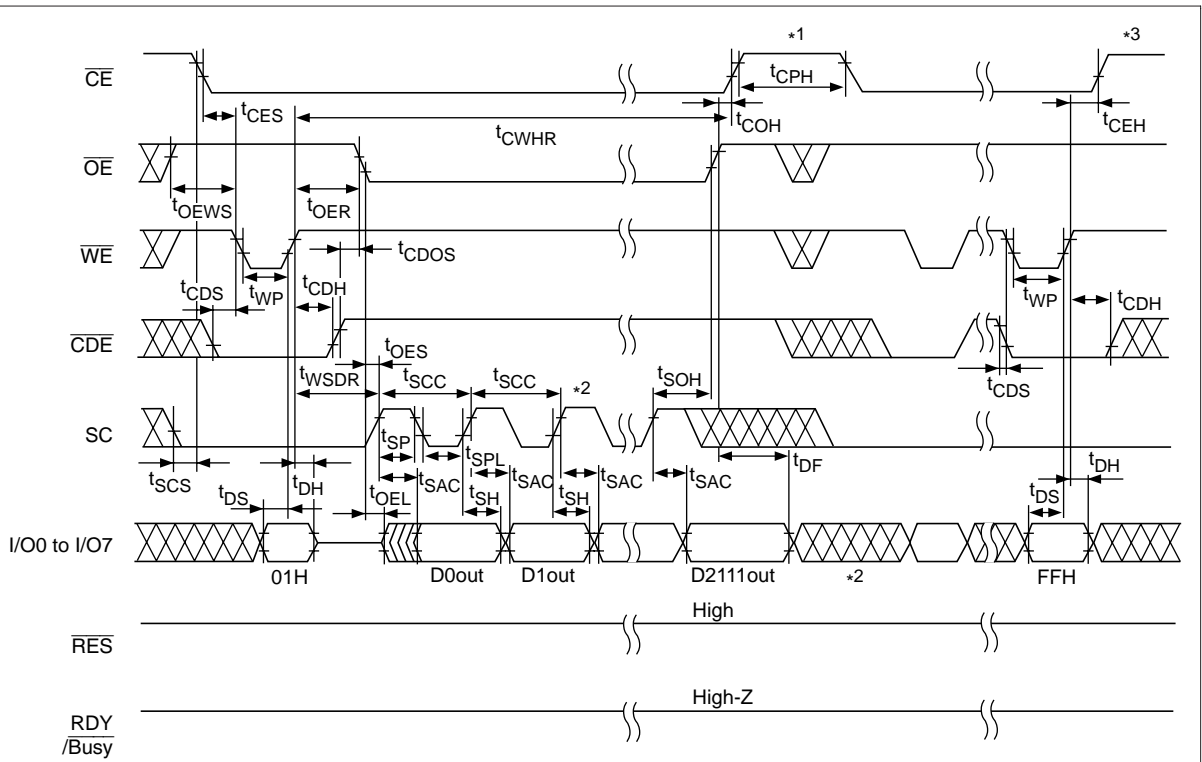 *1 *3
CE tCPH
tCES tCOH tCEH
tCWHR
OE
tOEWS tOER
WE
tCDOS
tCDS tWP tCDH tWP tCDH
CDE
tOES
tWSDR tSCC tSCC *2 tSOH tCDS
SC
tSP tSPL tDF
tSCS tDH tSAC tSAC tSAC tSAC tDH
tDS tOEL tSH tSH tDS
I/O0 to I/O7
01H D0out D1out D2111out *2 FFH
High
RES
High-Z
RDY
/Busy